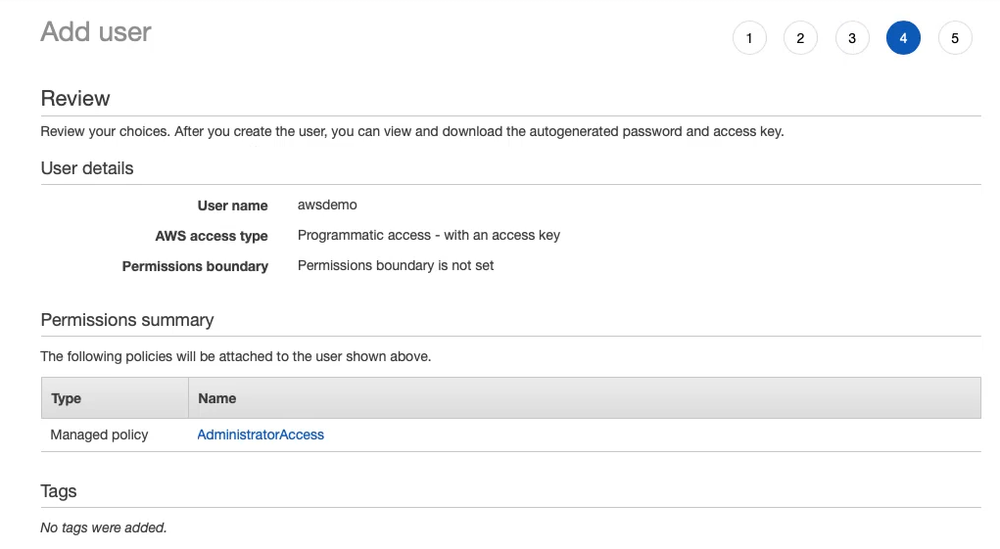 Add user
1 2 3 4 5
Review
Review your choices. After you create the user, you can view and download the autogenerated password and access key.
User details
User name awsdemo
AWS access type Programmatic access - with an access key
Permissions boundary Permissions boundary is not set
Permissions summary
The following policies will be attached to the user shown above.
Type Name
Managed policy AdministratorAccess
Tags
No tags were added.